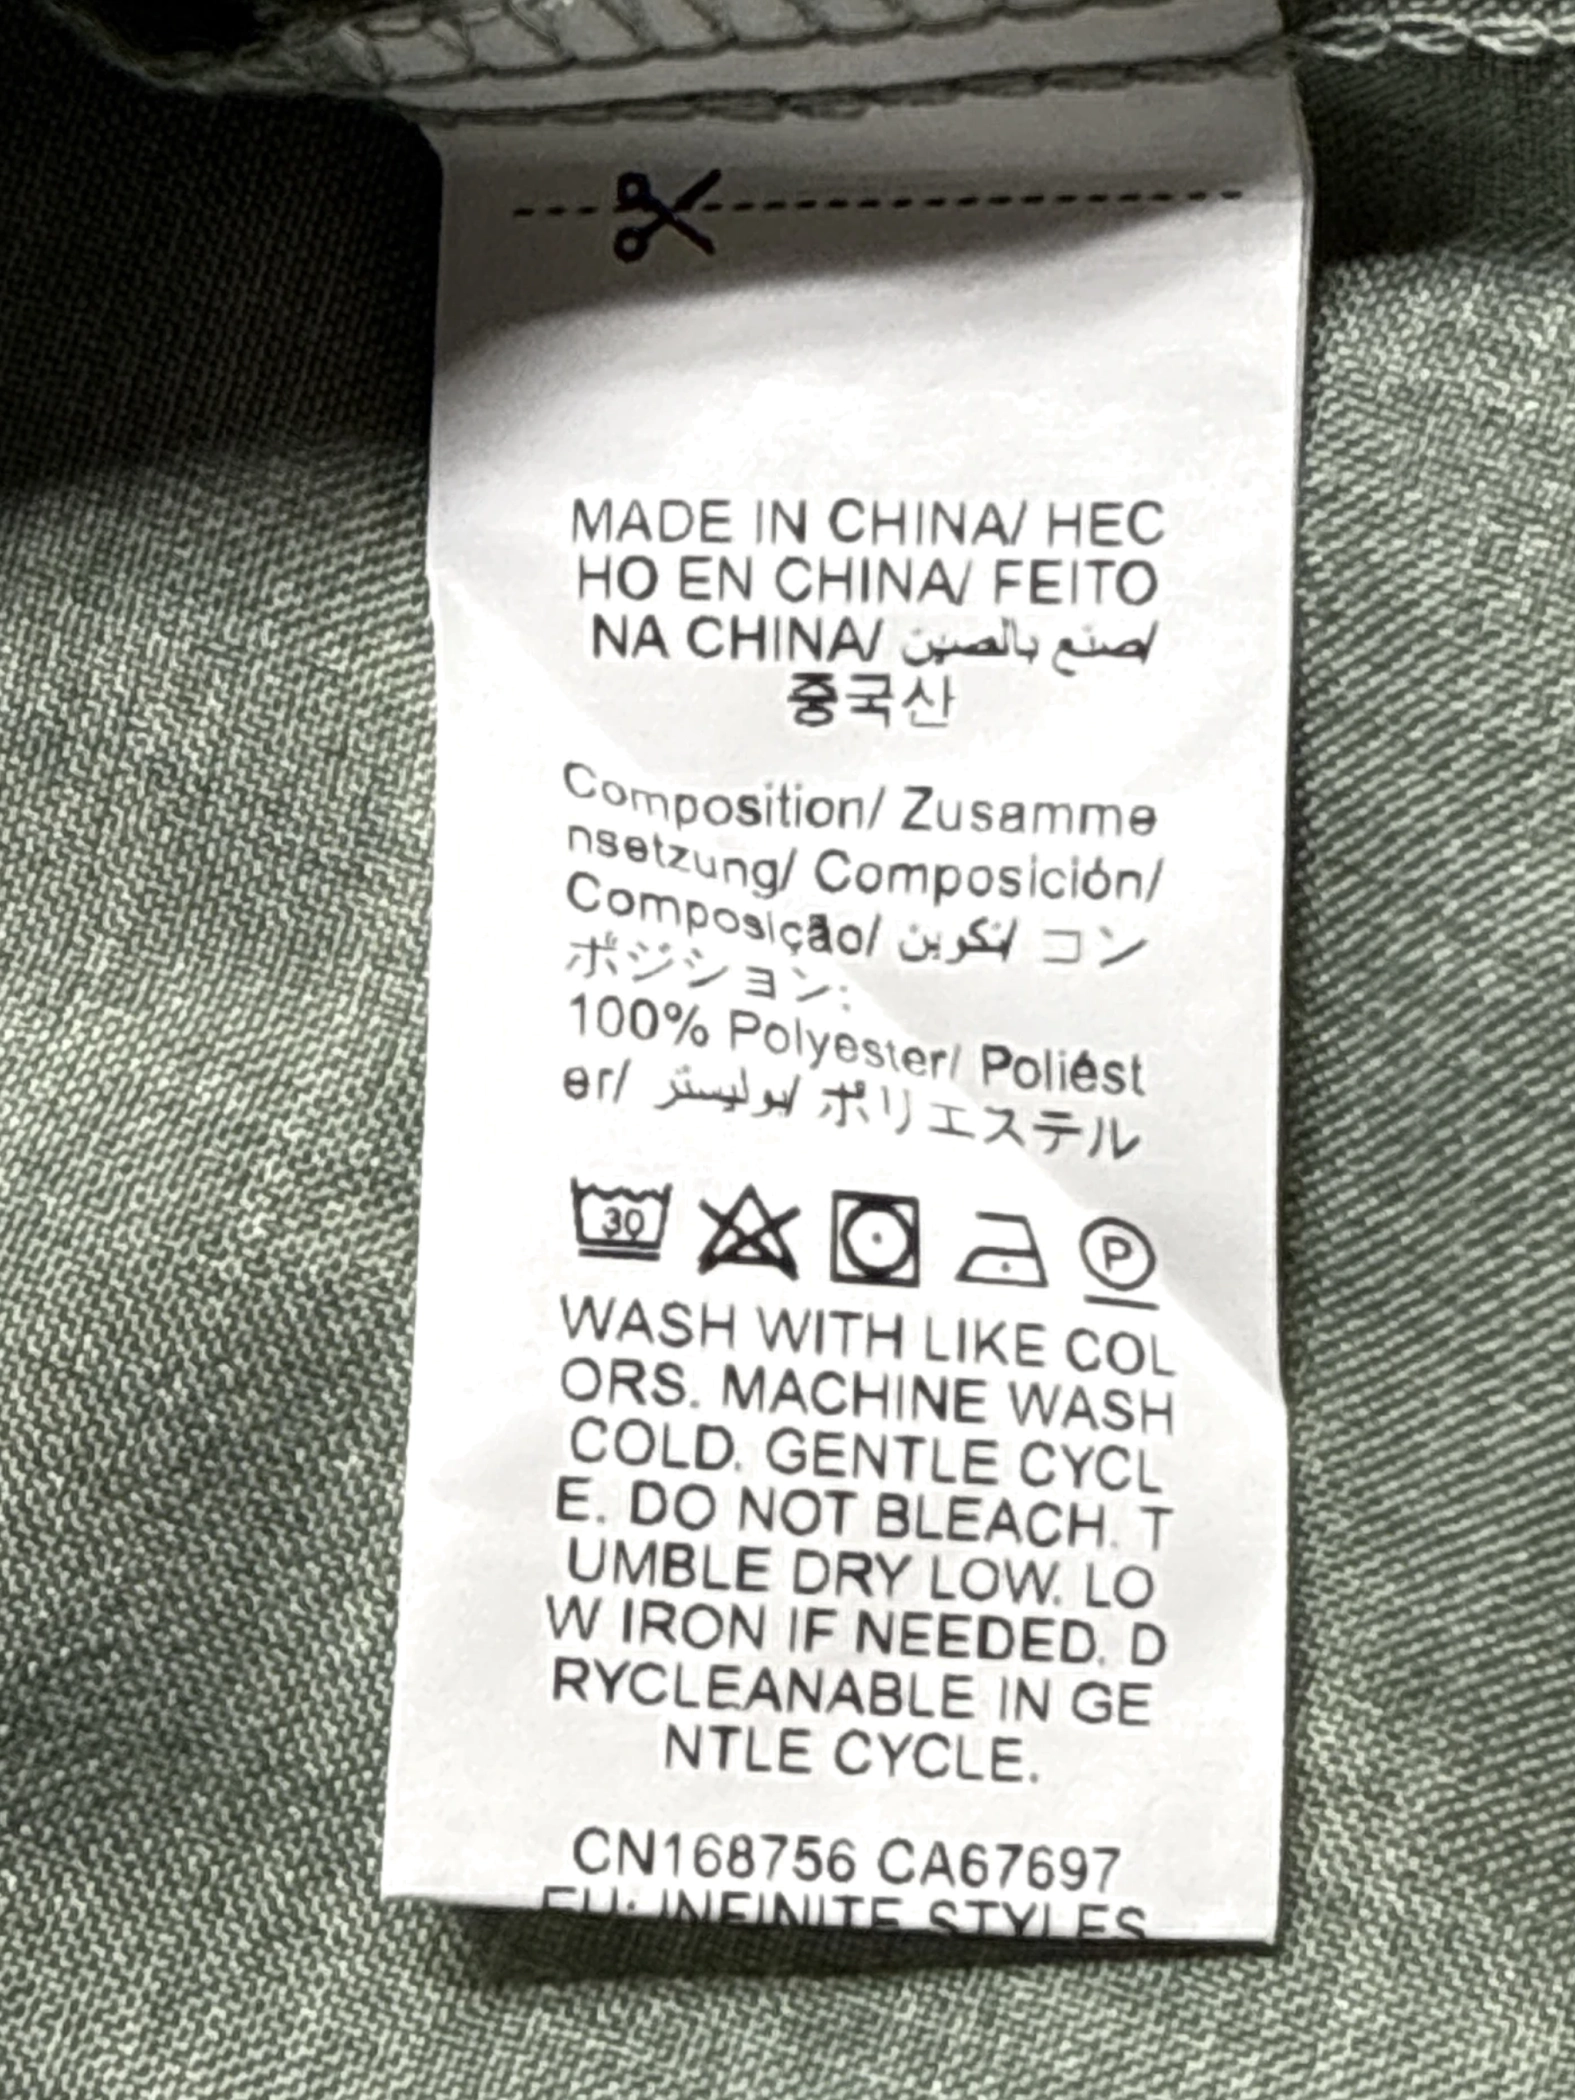 MADE IN CHINA/ HEC
HO EN CHINA/ FEITO
NA CHINA/ صنع بالصين/
중국산
Composition/ Zusamme
nsetzung/ Composición/
Composição/ تكوين/ コン
ポジション:
100% Polyester/ Poliést
er/ بوليستر/ ポリエステル
30
P
WASH WITH LIKE COL
ORS. MACHINE WASH
COLD. GENTLE CYCL
E. DO NOT BLEACH. T
UMBLE DRY LOW. LO
W IRON IF NEEDED. D
RYCLEANABLE IN GE
NTLE CYCLE.
CN168756 CA67697
EU: INFINITE STYLES